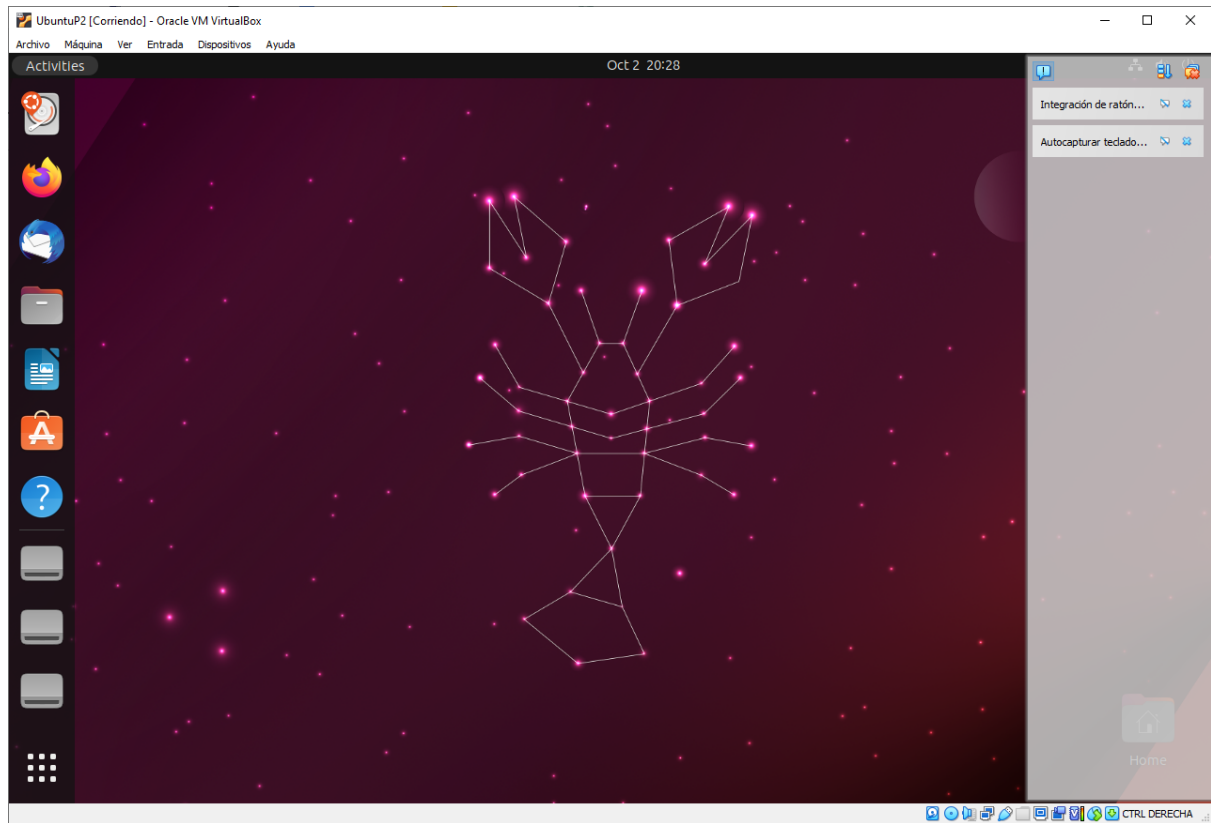 UbuntuP2 [Corriendo] - Oracle VM VirtualBox
Archivo Máquina Ver Entrada Dispositivos Ayuda
Activities Oct 2 20:28
Integración de ratón...
Autocapturar teclado...
Home
CTRL DERECHA